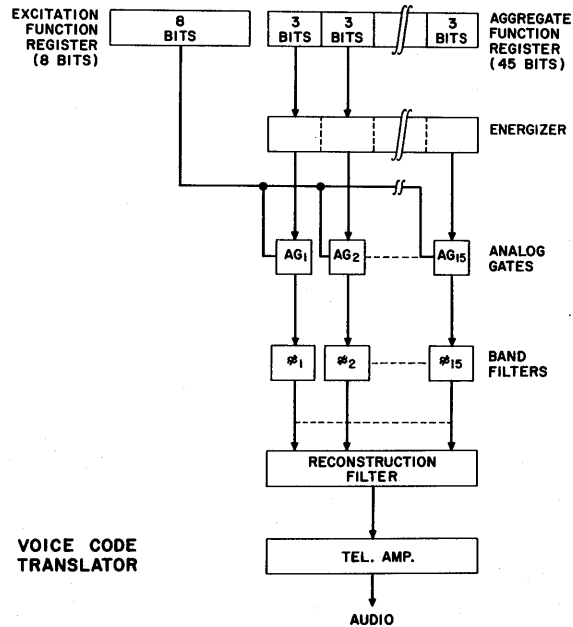 EXCITATION
FUNCTION
REGISTER
(8 BITS)
8
BITS
3
BITS
3
BITS
3
BITS
AGGREGATE
FUNCTION
REGISTER
(45 BITS)
ENERGIZER
AG1
AG2
AG15
ANALOG
GATES
1
2
15
BAND
FILTERS
RECONSTRUCTION
FILTER
VOICE CODE
TRANSLATOR
TEL. AMP.
AUDIO